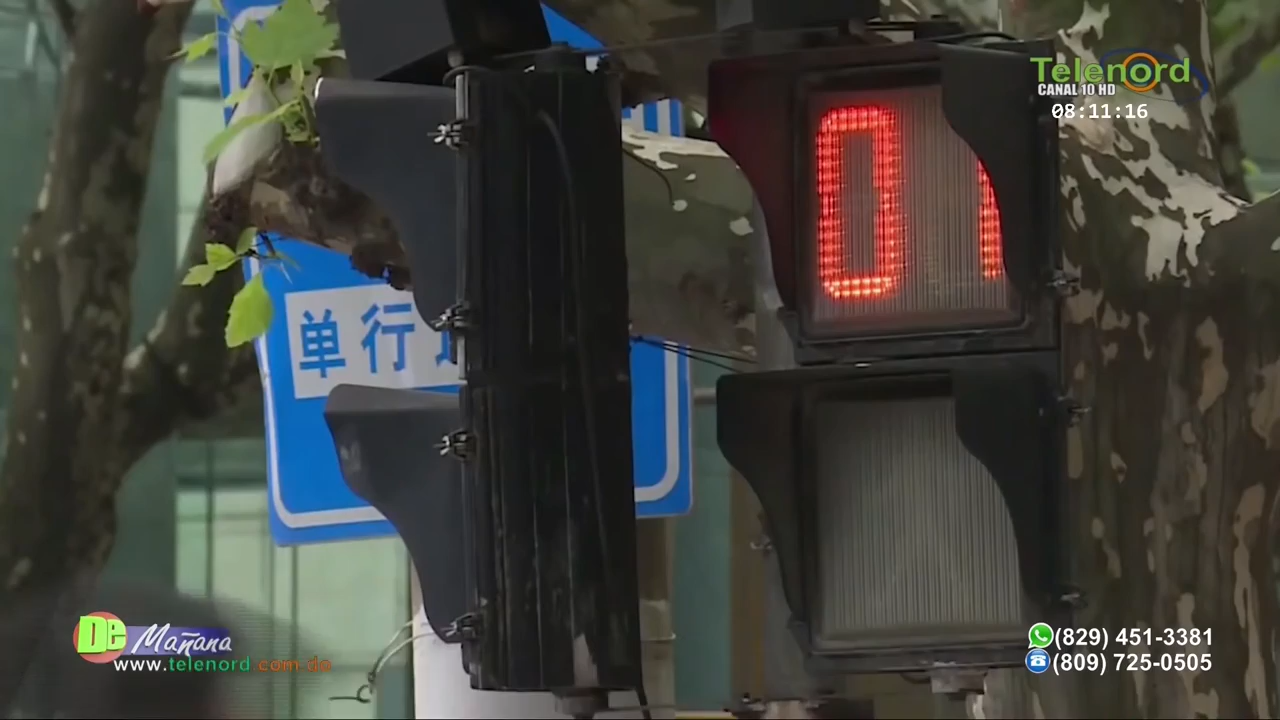 Telenord
CANAL 10 HD
08:11:16
01
单行
De Mañana
www.telenord.com.do
(829) 451-3381
(809) 725-0505